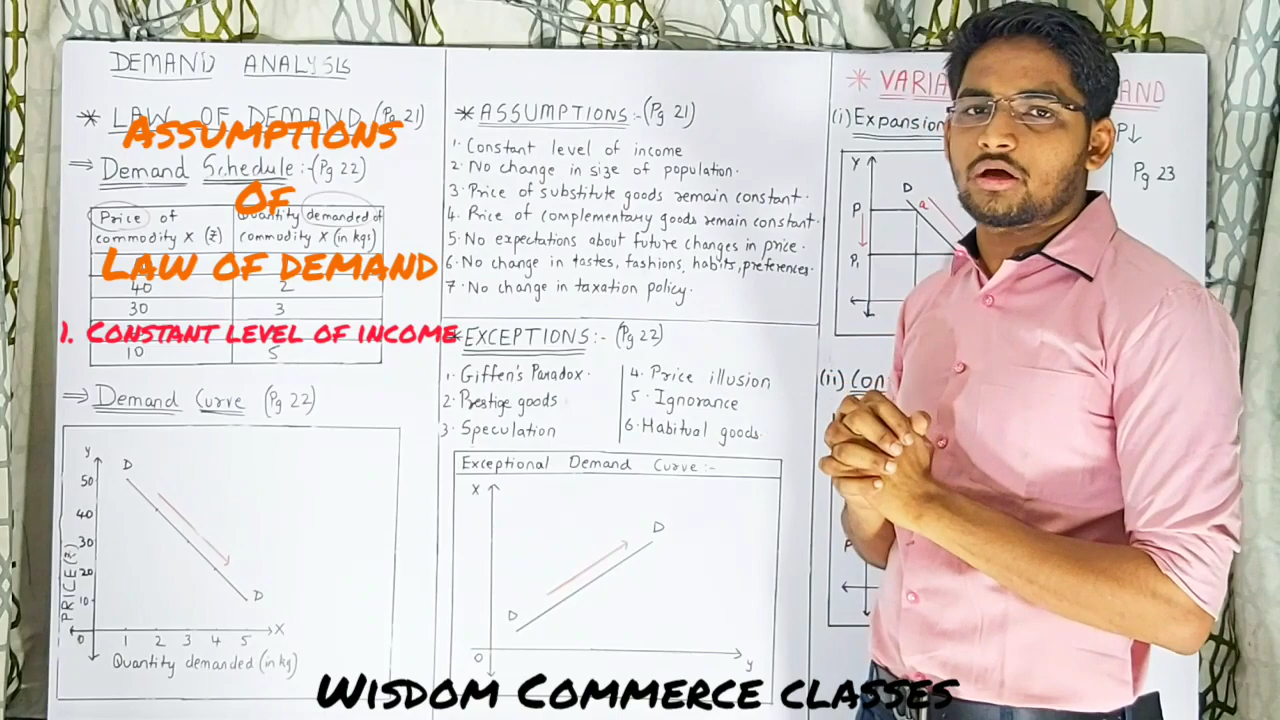 DEMAND ANALYSIS
* LAW OF DEMAND (Pg 21)
⇒ Demand Schedule:-(Pg 22)
Price of
commodity X (₹)
Quantity demanded of
commodity X (in kgs)
40 2
30 3
10 5
⇒ Demand Curve (Pg 22)
y
D
50
40
30
20
10
0
D
1 2 3 4 5 X
PRICE(₹)
Quantity demanded (in kg)
Assumptions
Of
Law of demand
1. Constant level of income
* ASSUMPTIONS:-(Pg 21)
1. Constant level of income
2. No change in size of population.
3. Price of substitute goods remain constant.
4. Price of complementary goods remain constant.
5. No expectations about future changes in price.
6. No change in tastes, fashions, habits, preferences.
7. No change in taxation policy.
EXCEPTIONS:- (Pg 22)
1. Giffen's Paradox.
2. Prestige goods
3. Speculation
4. Price illusion
5. Ignorance
6. Habitual goods.
Exceptional Demand Curve:-
X
D
D
0
y
* VARIA AND
(i) Expansion
P↓
Pg 23
Y
D
a
P
P₁
(ii) Con
P
Wisdom Commerce classes